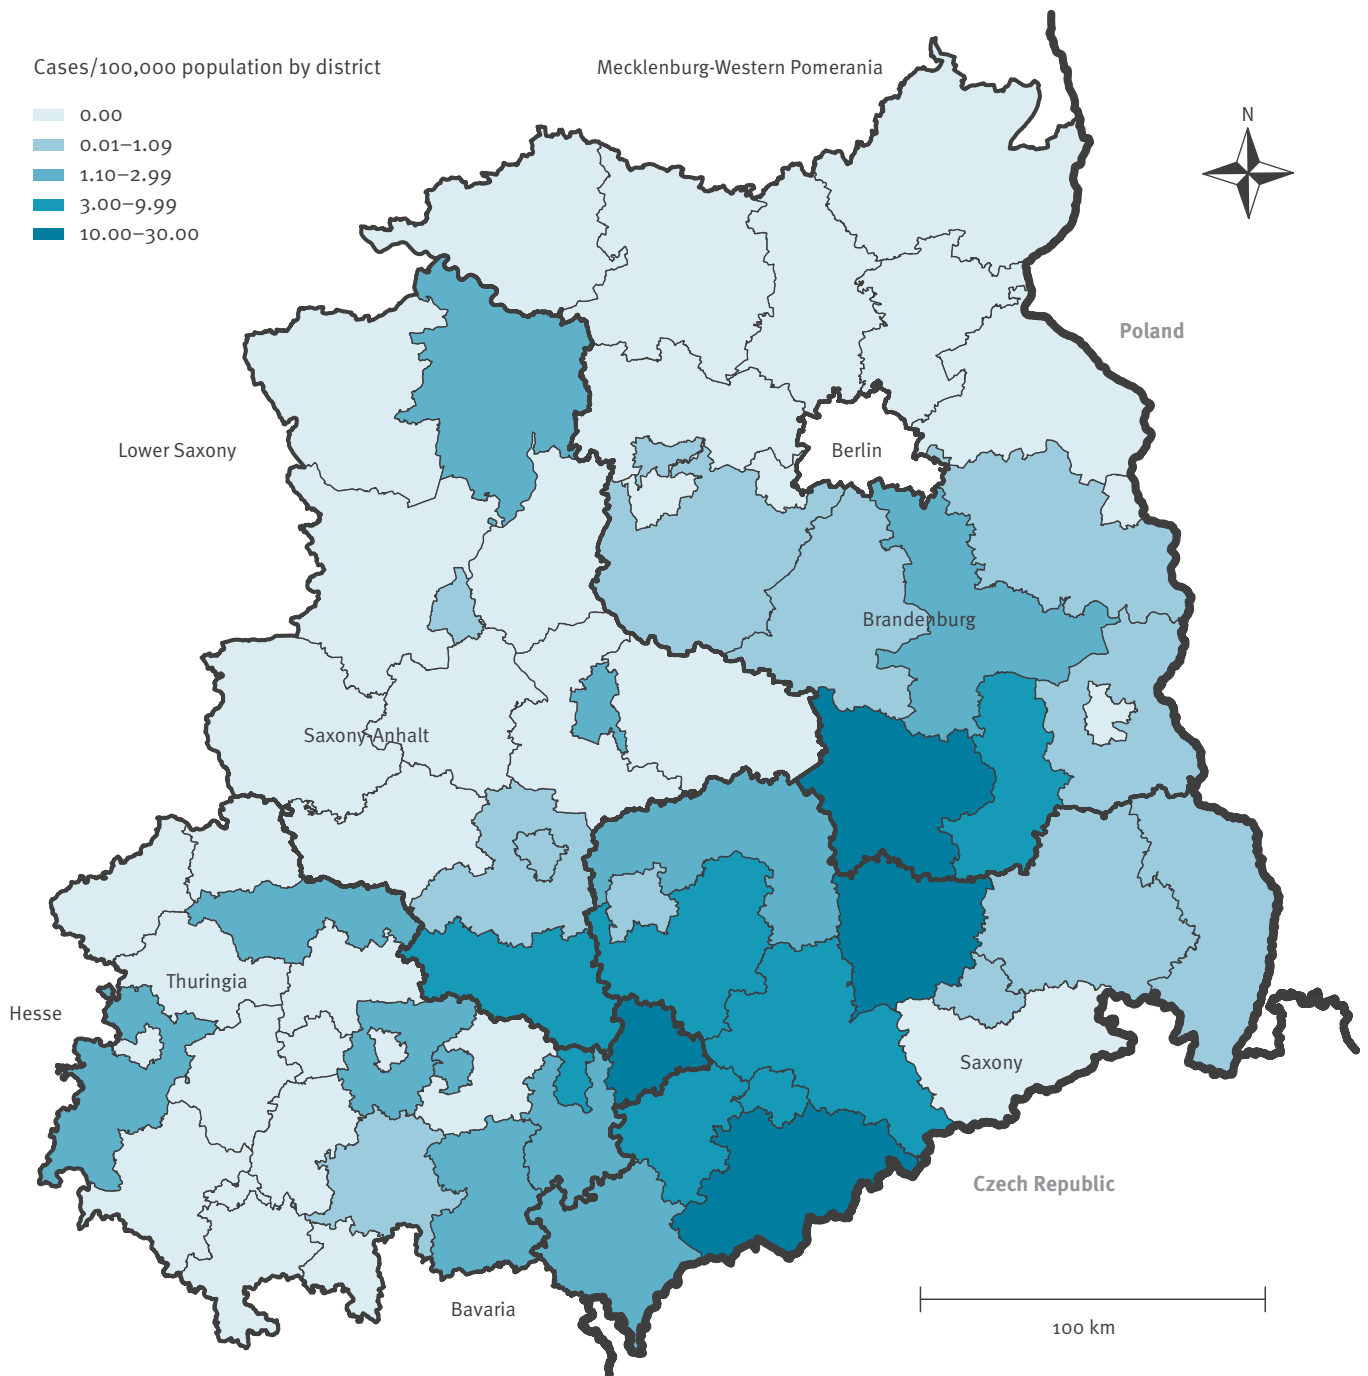 Cases/100,000 population by district
0.00
0.01–1.09
1.10–2.99
3.00–9.99
10.00–30.00
Mecklenburg-Western Pomerania
N
Poland
Lower Saxony
Berlin
Brandenburg
Saxony-Anhalt
Thuringia
Hesse
Saxony
Czech Republic
Bavaria
100 km